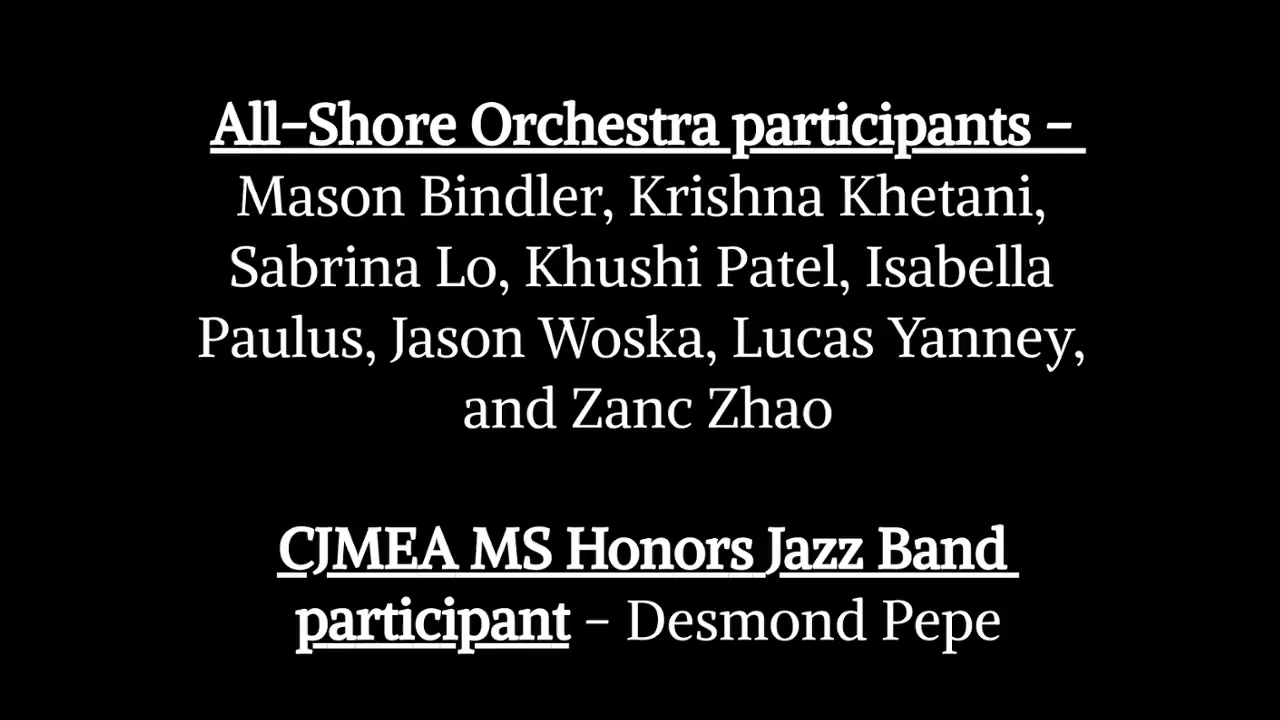 All-Shore Orchestra participants -
Mason Bindler, Krishna Khetani,
Sabrina Lo, Khushi Patel, Isabella
Paulus, Jason Woska, Lucas Yanney,
and Zanc Zhao
CJMEA MS Honors Jazz Band
participant - Desmond Pepe